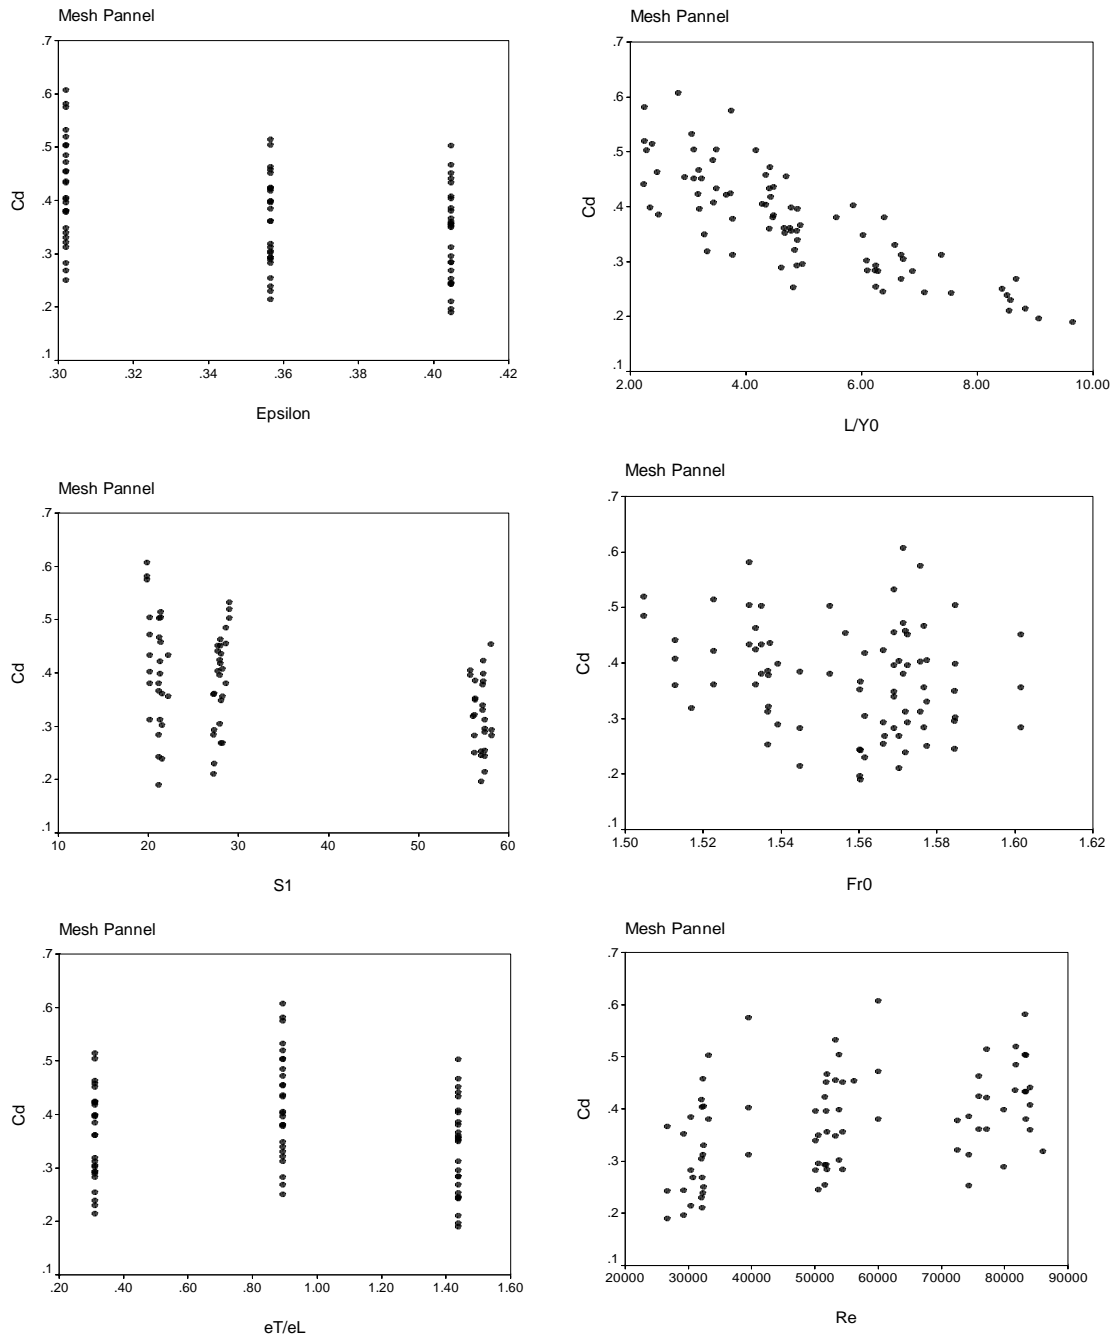 Mesh Pannel
.7
.6
.5
.4
.3
.2
.1
Cd
.30 .32 .34 .36 .38 .40 .42
Epsilon
Mesh Pannel
.7
.6
.5
.4
.3
.2
.1
Cd
2.00 4.00 6.00 8.00 10.00
L/Y0
Mesh Pannel
.7
.6
.5
.4
.3
.2
.1
Cd
10 20 30 40 50 60
S1
Mesh Pannel
.7
.6
.5
.4
.3
.2
.1
Cd
1.50 1.52 1.54 1.56 1.58 1.60 1.62
Fr0
Mesh Pannel
.7
.6
.5
.4
.3
.2
.1
Cd
.20 .40 .60 .80 1.00 1.20 1.40 1.60
eT/eL
Mesh Pannel
.7
.6
.5
.4
.3
.2
.1
Cd
20000 30000 40000 50000 60000 70000 80000 90000
Re